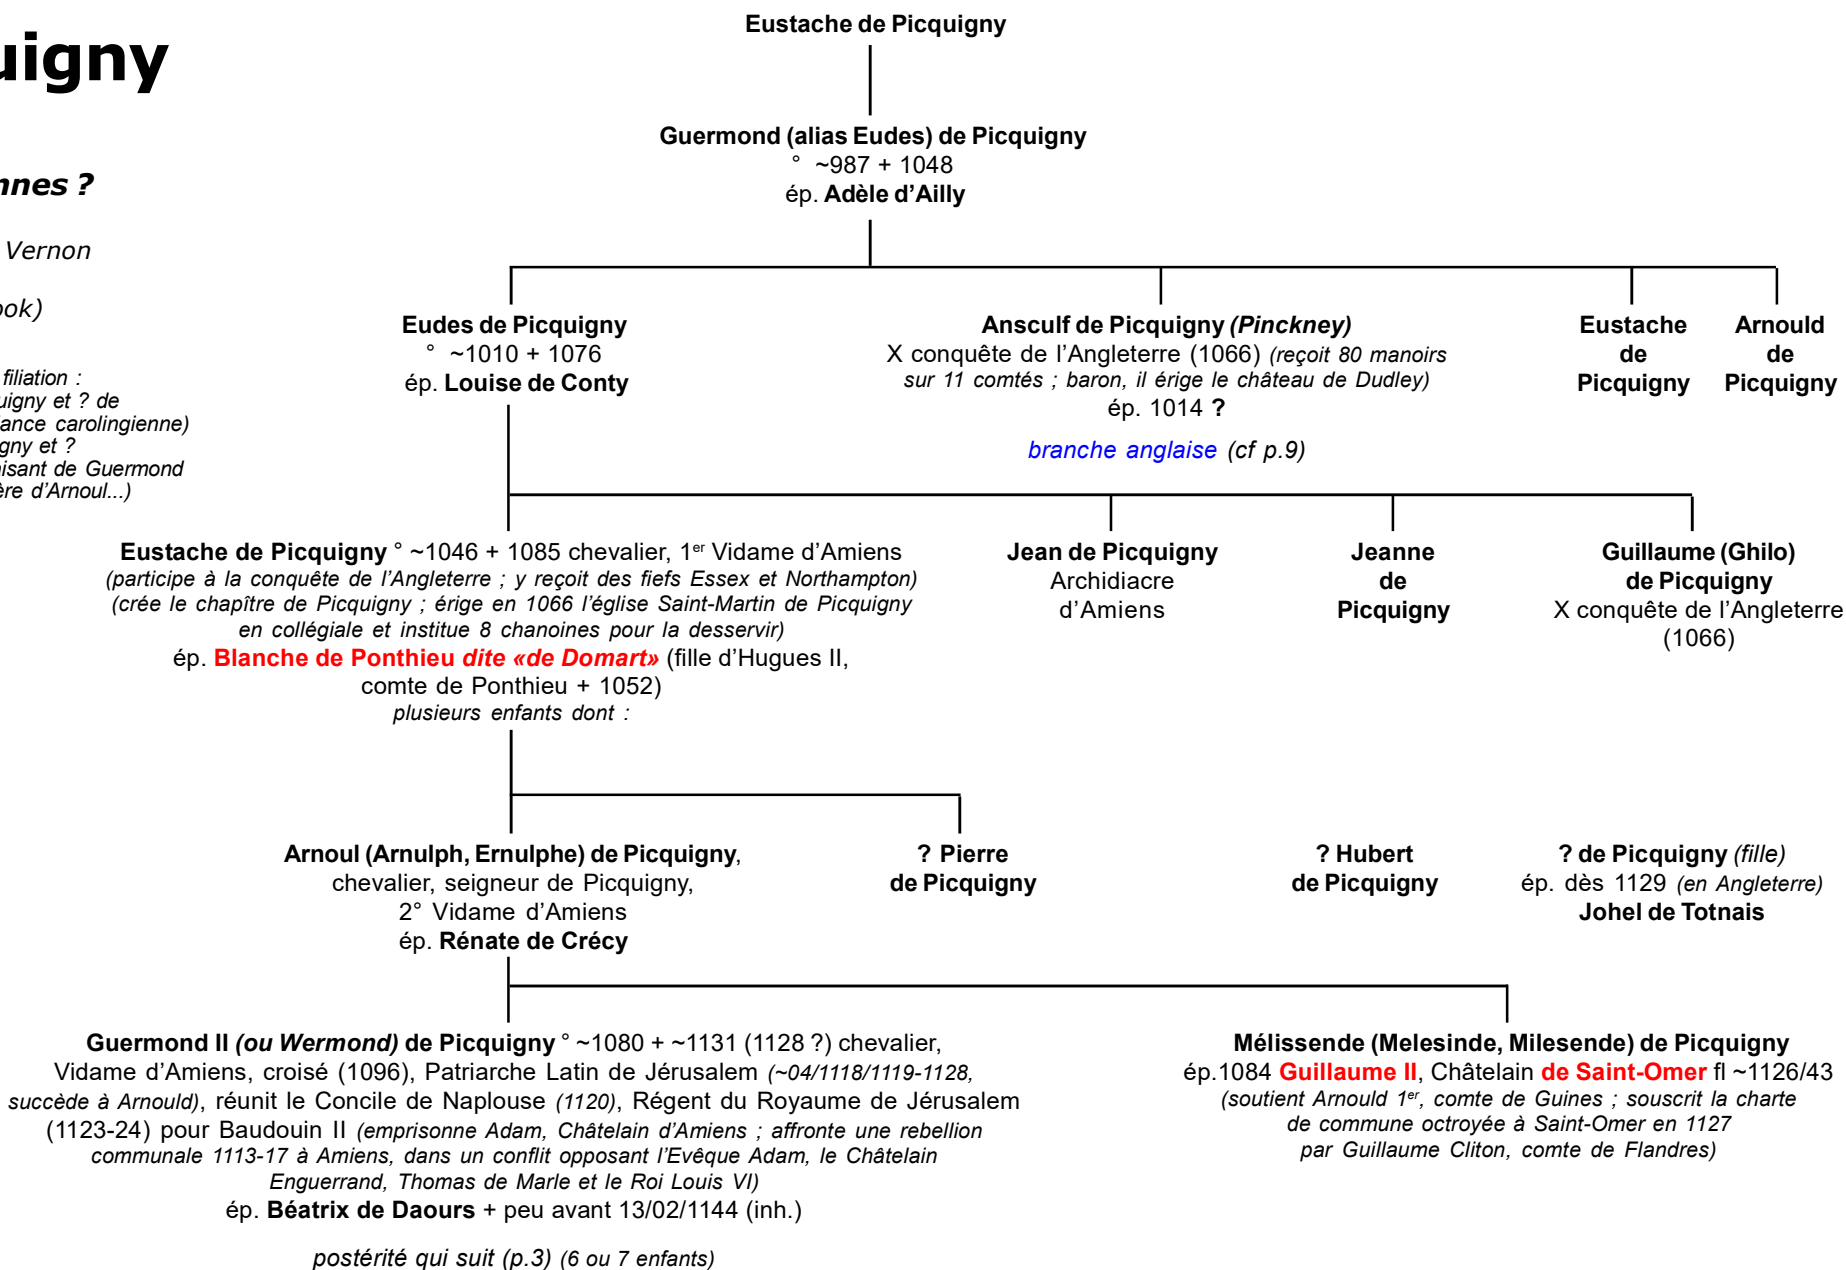 Eustache de Picquigny
uigny
Guermond (alias Eudes) de Picquigny
° ~987 + 1048
ép. Adèle d'Ailly
nnes ?
Vernon
ook)
filiation :
uigny et ? de
lance carolingienne)
gny et ?
isant de Guermond
ère d'Arnoul...)
Eudes de Picquigny
° ~1010 + 1076
ép. Louise de Conty
Ansculf de Picquigny (Pinckney)
X conquête de l'Angleterre (1066) (reçoit 80 manoirs
sur 11 comtés ; baron, il érige le château de Dudley)
ép. 1014 ?
branche anglaise (cf p.9)
Eustache
de
Picquigny
Arnould
de
Picquigny
Eustache de Picquigny ° ~1046 + 1085 chevalier, 1er Vidame d'Amiens
(participe à la conquête de l'Angleterre ; y reçoit des fiefs Essex et Northampton)
(crée le chapître de Picquigny ; érige en 1066 l'église Saint-Martin de Picquigny
en collégiale et institue 8 chanoines pour la desservir)
ép. Blanche de Ponthieu dite «de Domart» (fille d'Hugues II,
comte de Ponthieu + 1052)
plusieurs enfants dont :
Jean de Picquigny
Archidiacre
d'Amiens
Jeanne
de
Picquigny
Guillaume (Ghilo)
de Picquigny
X conquête de l'Angleterre
(1066)
Arnoul (Arnulph, Ernulphe) de Picquigny,
chevalier, seigneur de Picquigny,
2° Vidame d'Amiens
ép. Rénate de Crécy
? Pierre
de Picquigny
? Hubert
de Picquigny
? de Picquigny (fille)
ép. dès 1129 (en Angleterre)
Johel de Totnais
Guermond II (ou Wermond) de Picquigny ° ~1080 + ~1131 (1128 ?) chevalier,
Vidame d'Amiens, croisé (1096), Patriarche Latin de Jérusalem (~04/1118/1119-1128,
succède à Arnould), réunit le Concile de Naplouse (1120), Régent du Royaume de Jérusalem
(1123-24) pour Baudouin II (emprisonne Adam, Châtelain d'Amiens ; affronte une rebellion
communale 1113-17 à Amiens, dans un conflit opposant l'Evêque Adam, le Châtelain
Enguerrand, Thomas de Marle et le Roi Louis VI)
ép. Béatrix de Daours + peu avant 13/02/1144 (inh.)
postérité qui suit (p.3) (6 ou 7 enfants)
Mélissende (Melesinde, Milesende) de Picquigny
ép.1084 Guillaume II, Châtelain de Saint-Omer fl ~1126/43
(soutient Arnould 1er, comte de Guines ; souscrit la charte
de commune octroyée à Saint-Omer en 1127
par Guillaume Cliton, comte de Flandres)